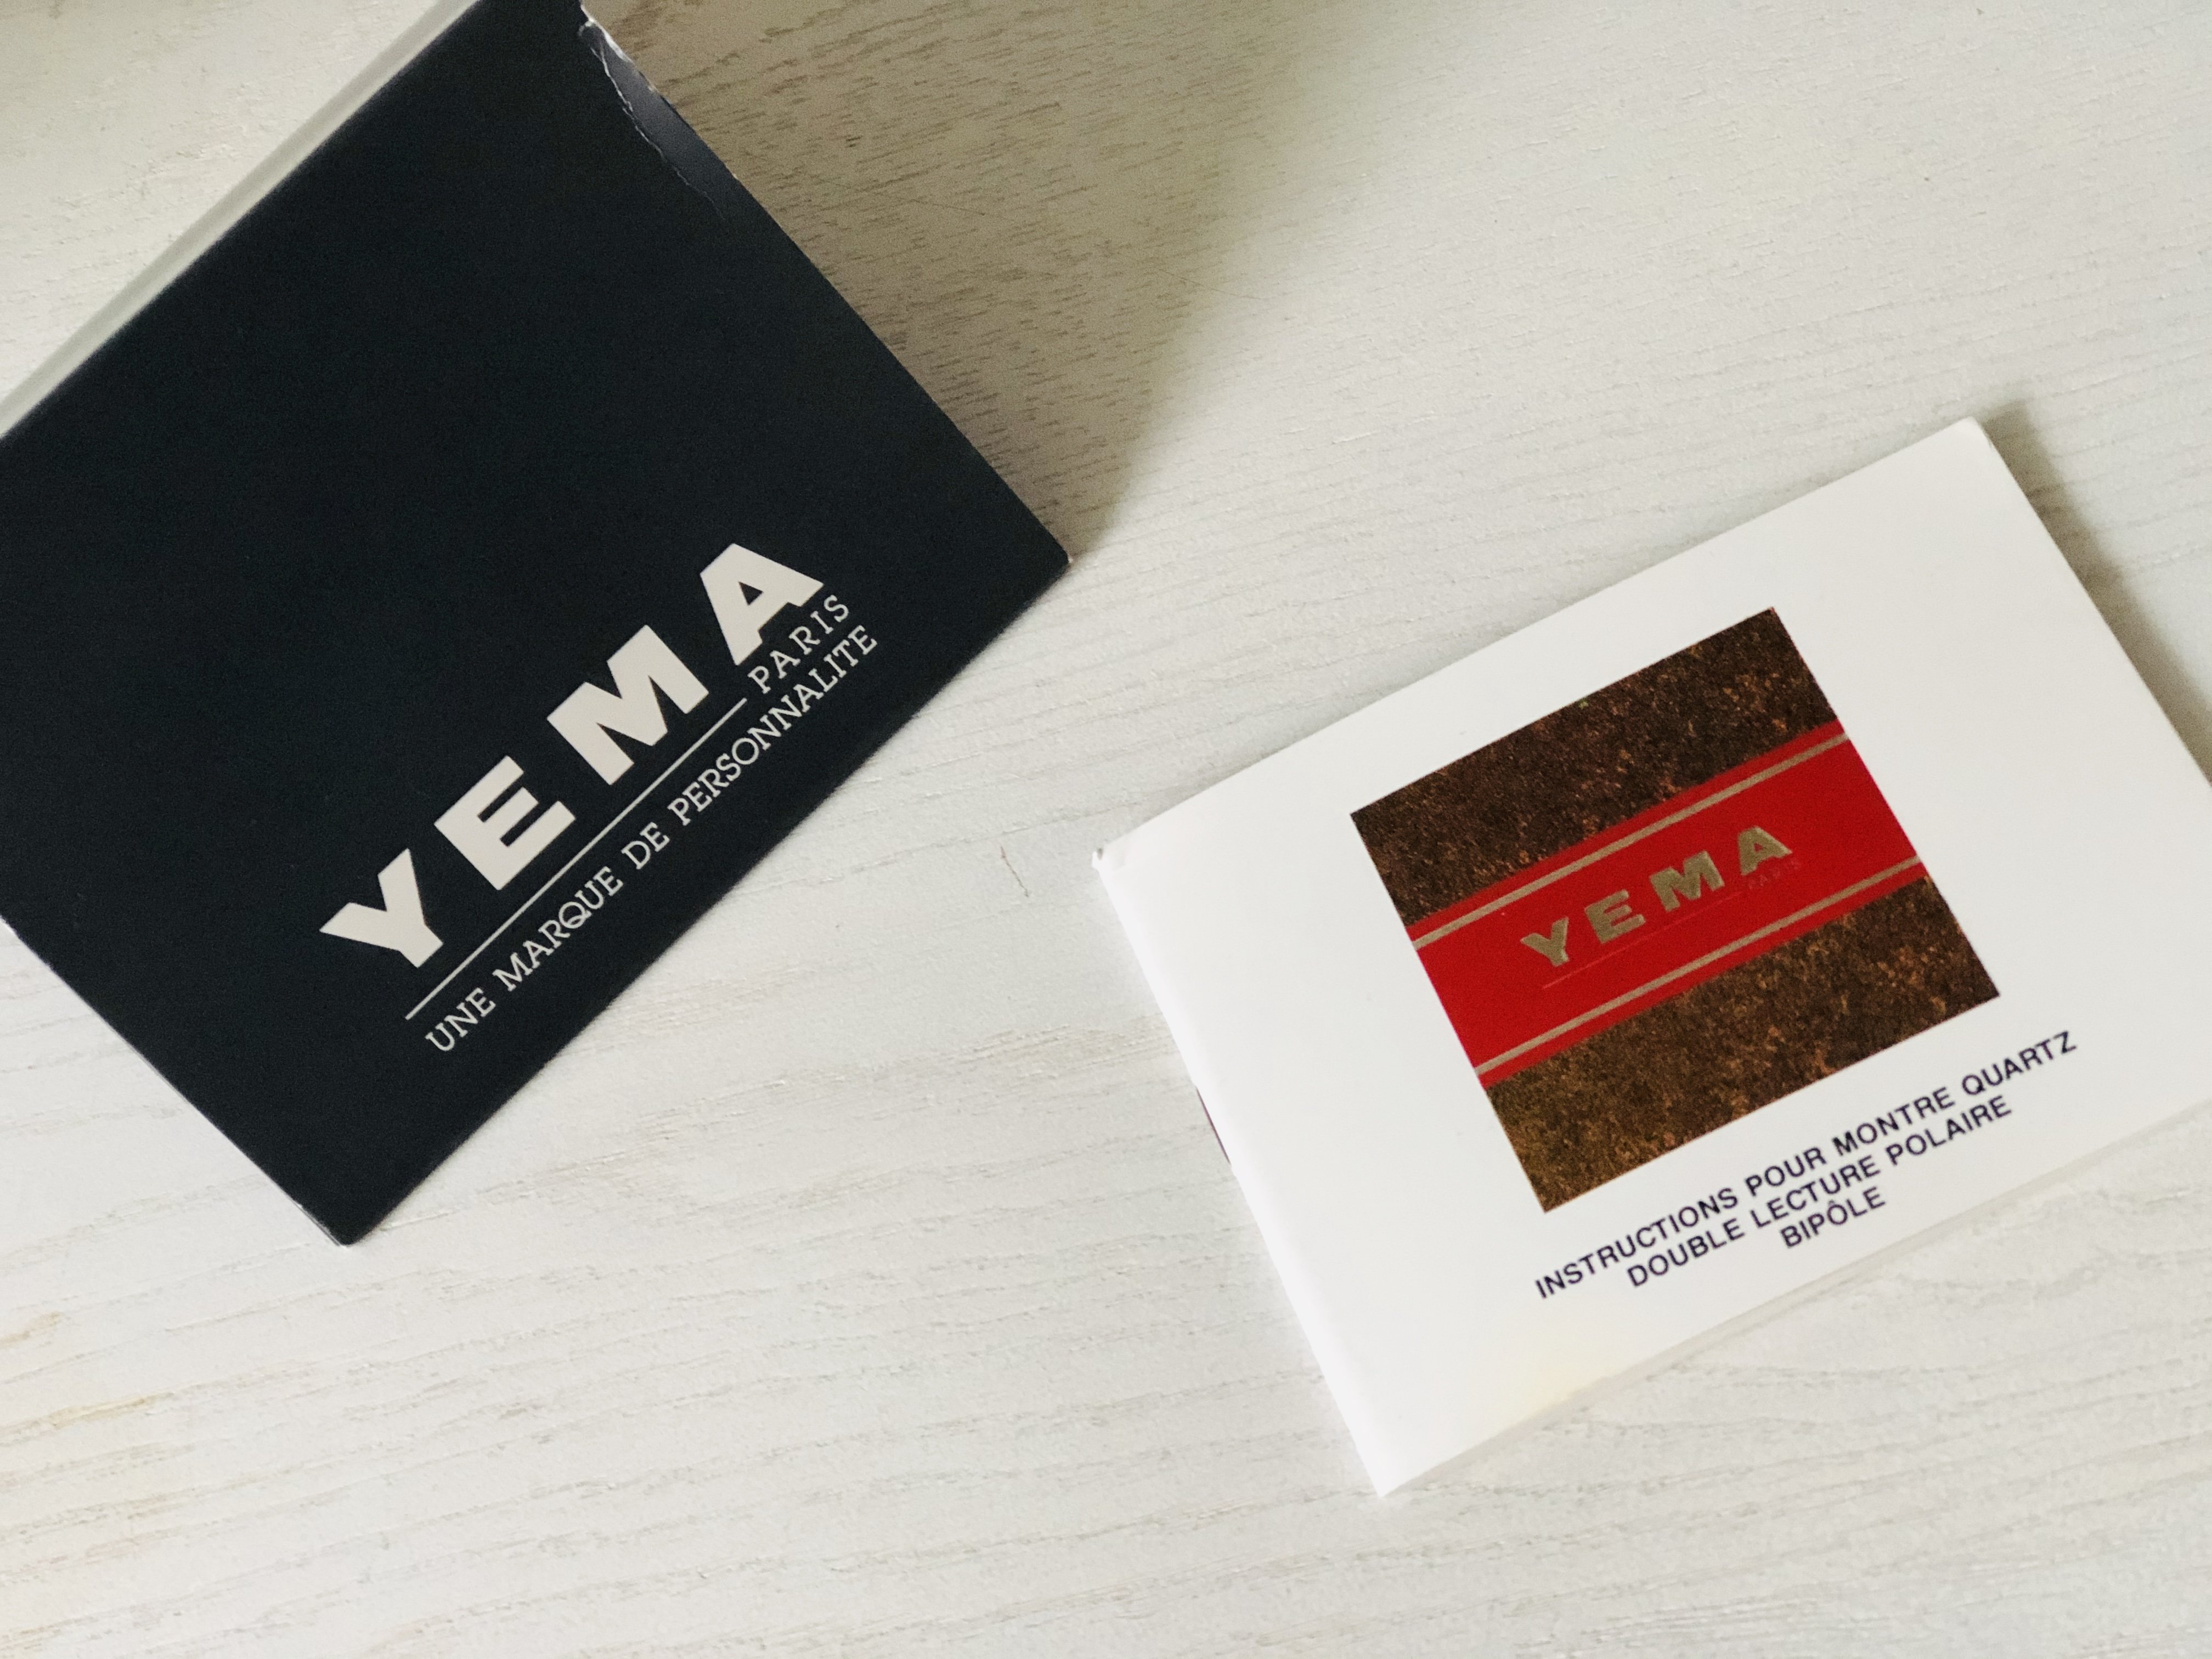 YEMA
PARIS
UNE MARQUE DE PERSONNALITE
YEMA
PARIS
INSTRUCTIONS POUR MONTRE QUARTZ
DOUBLE LECTURE POLAIRE
BIPÔLE